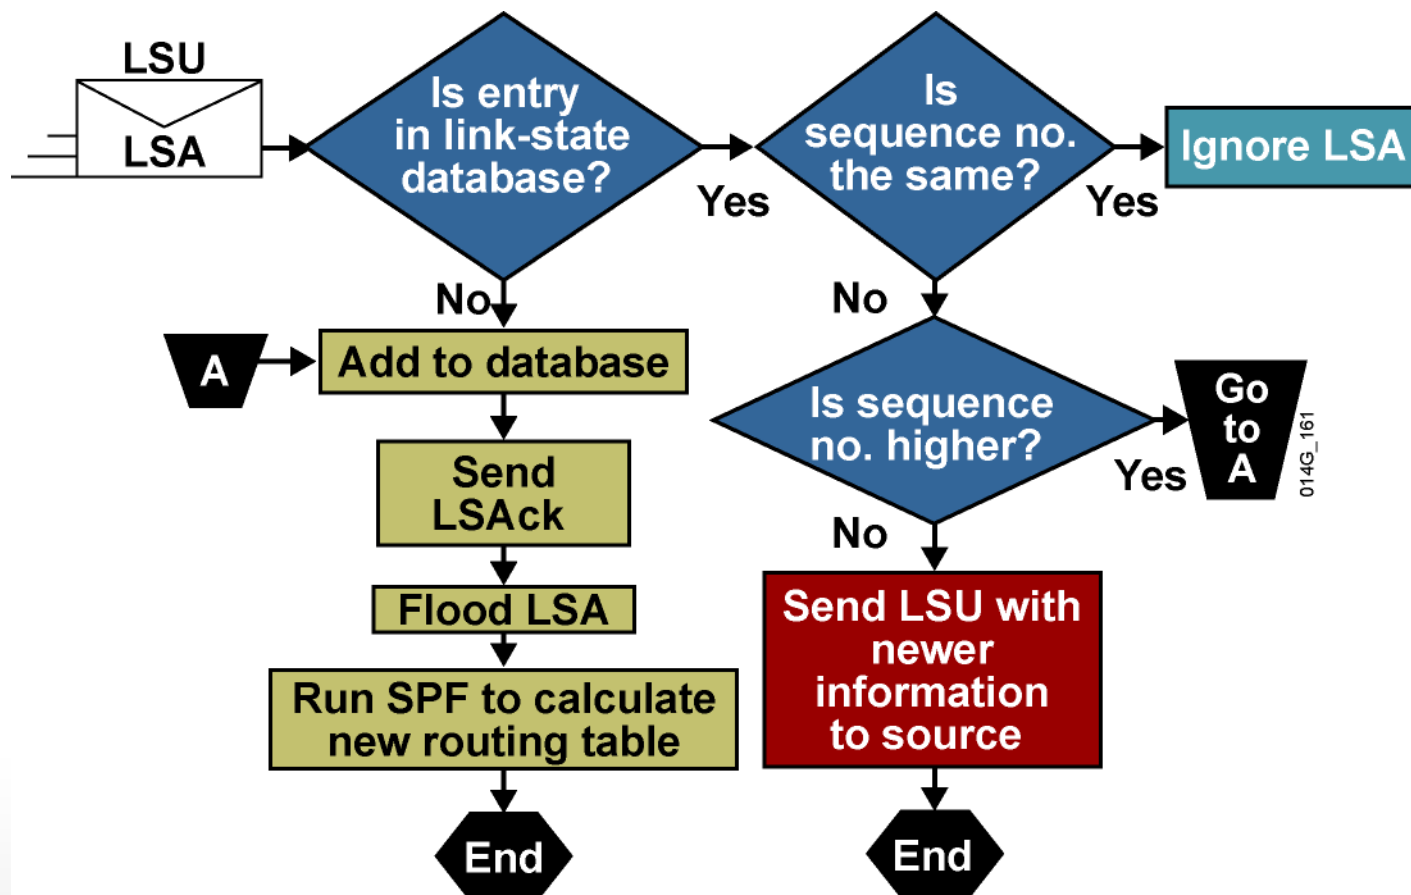 LSU
LSA
Is entry
in link-state
database?
Yes
Is
sequence no.
the same?
Yes
Ignore LSA
No
No
A
Add to database
Is sequence
no. higher?
Yes
Go
to
A
014G_161
Send
LSAck
No
Flood LSA
Send LSU with
newer
information
to source
Run SPF to calculate
new routing table
End
End